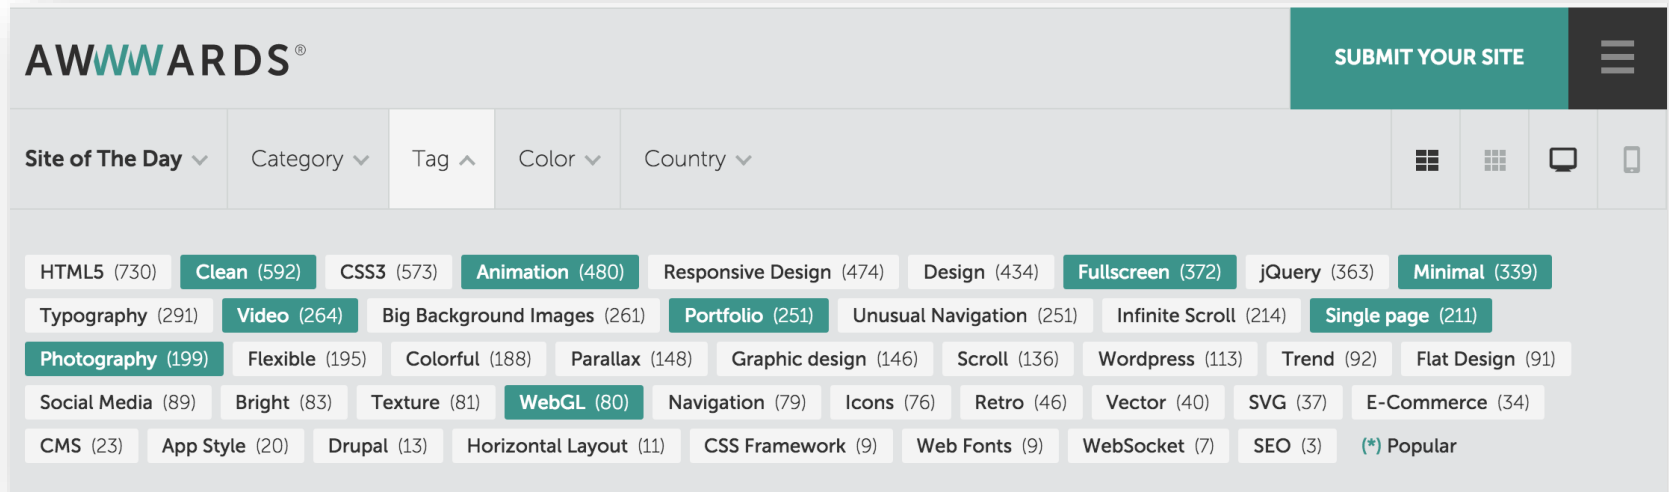 AWWWARDS®
SUBMIT YOUR SITE
Site of The Day Category Tag Color Country
HTML5 (730) Clean (592) CSS3 (573) Animation (480) Responsive Design (474) Design (434) Fullscreen (372) jQuery (363) Minimal (339)
Typography (291) Video (264) Big Background Images (261) Portfolio (251) Unusual Navigation (251) Infinite Scroll (214) Single page (211)
Photography (199) Flexible (195) Colorful (188) Parallax (148) Graphic design (146) Scroll (136) Wordpress (113) Trend (92) Flat Design (91)
Social Media (89) Bright (83) Texture (81) WebGL (80) Navigation (79) Icons (76) Retro (46) Vector (40) SVG (37) E-Commerce (34)
CMS (23) App Style (20) Drupal (13) Horizontal Layout (11) CSS Framework (9) Web Fonts (9) WebSocket (7) SEO (3) (*) Popular